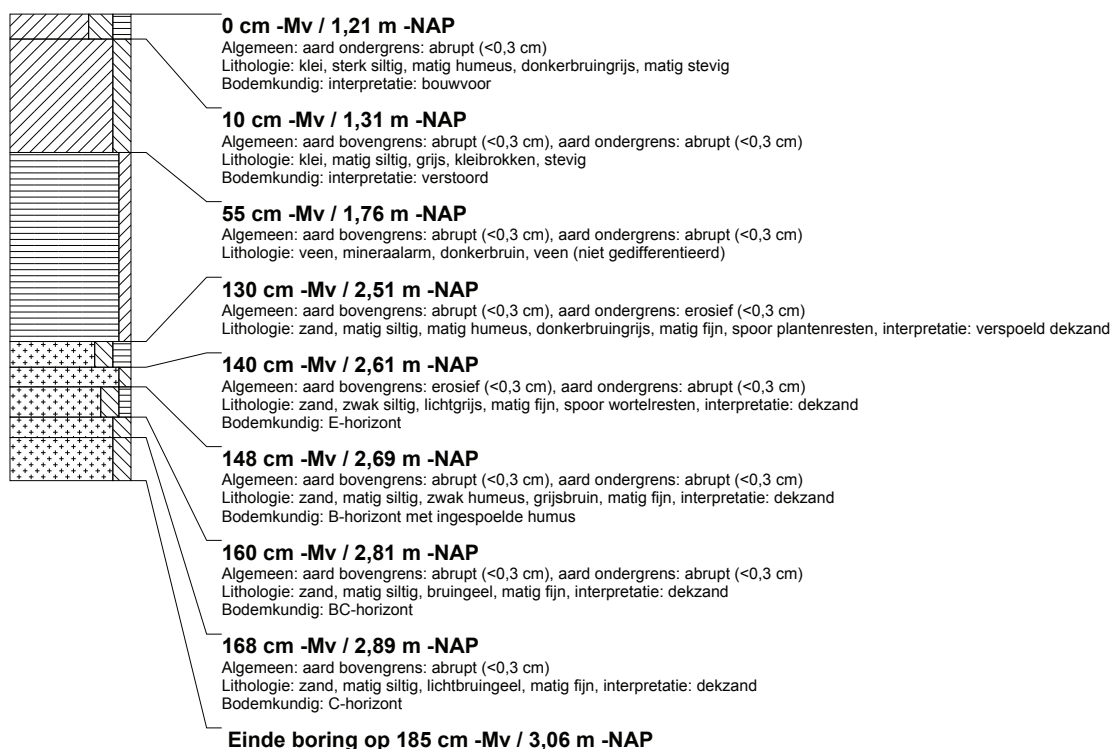 0 cm -Mv / 1,21 m -NAP
Algemeen: aard ondergrens: abrupt (<0,3 cm)
Lithologie: klei, sterk siltig, matig humeus, donkerbruingrijs, matig stevig
Bodemkundig: interpretatie: bouwvoor
10 cm -Mv / 1,31 m -NAP
Algemeen: aard bovengrens: abrupt (<0,3 cm), aard ondergrens: abrupt (<0,3 cm)
Lithologie: klei, matig siltig, grijs, kleibrokken, stevig
Bodemkundig: interpretatie: verstoord
55 cm -Mv / 1,76 m -NAP
Algemeen: aard bovengrens: abrupt (<0,3 cm), aard ondergrens: abrupt (<0,3 cm)
Lithologie: veen, mineraalarm, donkerbruin, veen (niet gedifferentieerd)
130 cm -Mv / 2,51 m -NAP
Algemeen: aard bovengrens: abrupt (<0,3 cm), aard ondergrens: erosief (<0,3 cm)
Lithologie: zand, matig siltig, matig humeus, donkerbruingrijs, matig fijn, spoor plantenresten, interpretatie: verspoeld dekzand
140 cm -Mv / 2,61 m -NAP
Algemeen: aard bovengrens: erosief (<0,3 cm), aard ondergrens: abrupt (<0,3 cm)
Lithologie: zand, zwak siltig, lichtgrijs, matig fijn, spoor wortelresten, interpretatie: dekzand
Bodemkundig: E-horizont
148 cm -Mv / 2,69 m -NAP
Algemeen: aard bovengrens: abrupt (<0,3 cm), aard ondergrens: abrupt (<0,3 cm)
Lithologie: zand, matig siltig, zwak humeus, grijsbruin, matig fijn, interpretatie: dekzand
Bodemkundig: B-horizont met ingespoelde humus
160 cm -Mv / 2,81 m -NAP
Algemeen: aard bovengrens: abrupt (<0,3 cm), aard ondergrens: abrupt (<0,3 cm)
Lithologie: zand, matig siltig, bruingeel, matig fijn, interpretatie: dekzand
Bodemkundig: BC-horizont
168 cm -Mv / 2,89 m -NAP
Algemeen: aard bovengrens: abrupt (<0,3 cm)
Lithologie: zand, matig siltig, lichtbruingeel, matig fijn, interpretatie: dekzand
Bodemkundig: C-horizont
Einde boring op 185 cm -Mv / 3,06 m -NAP